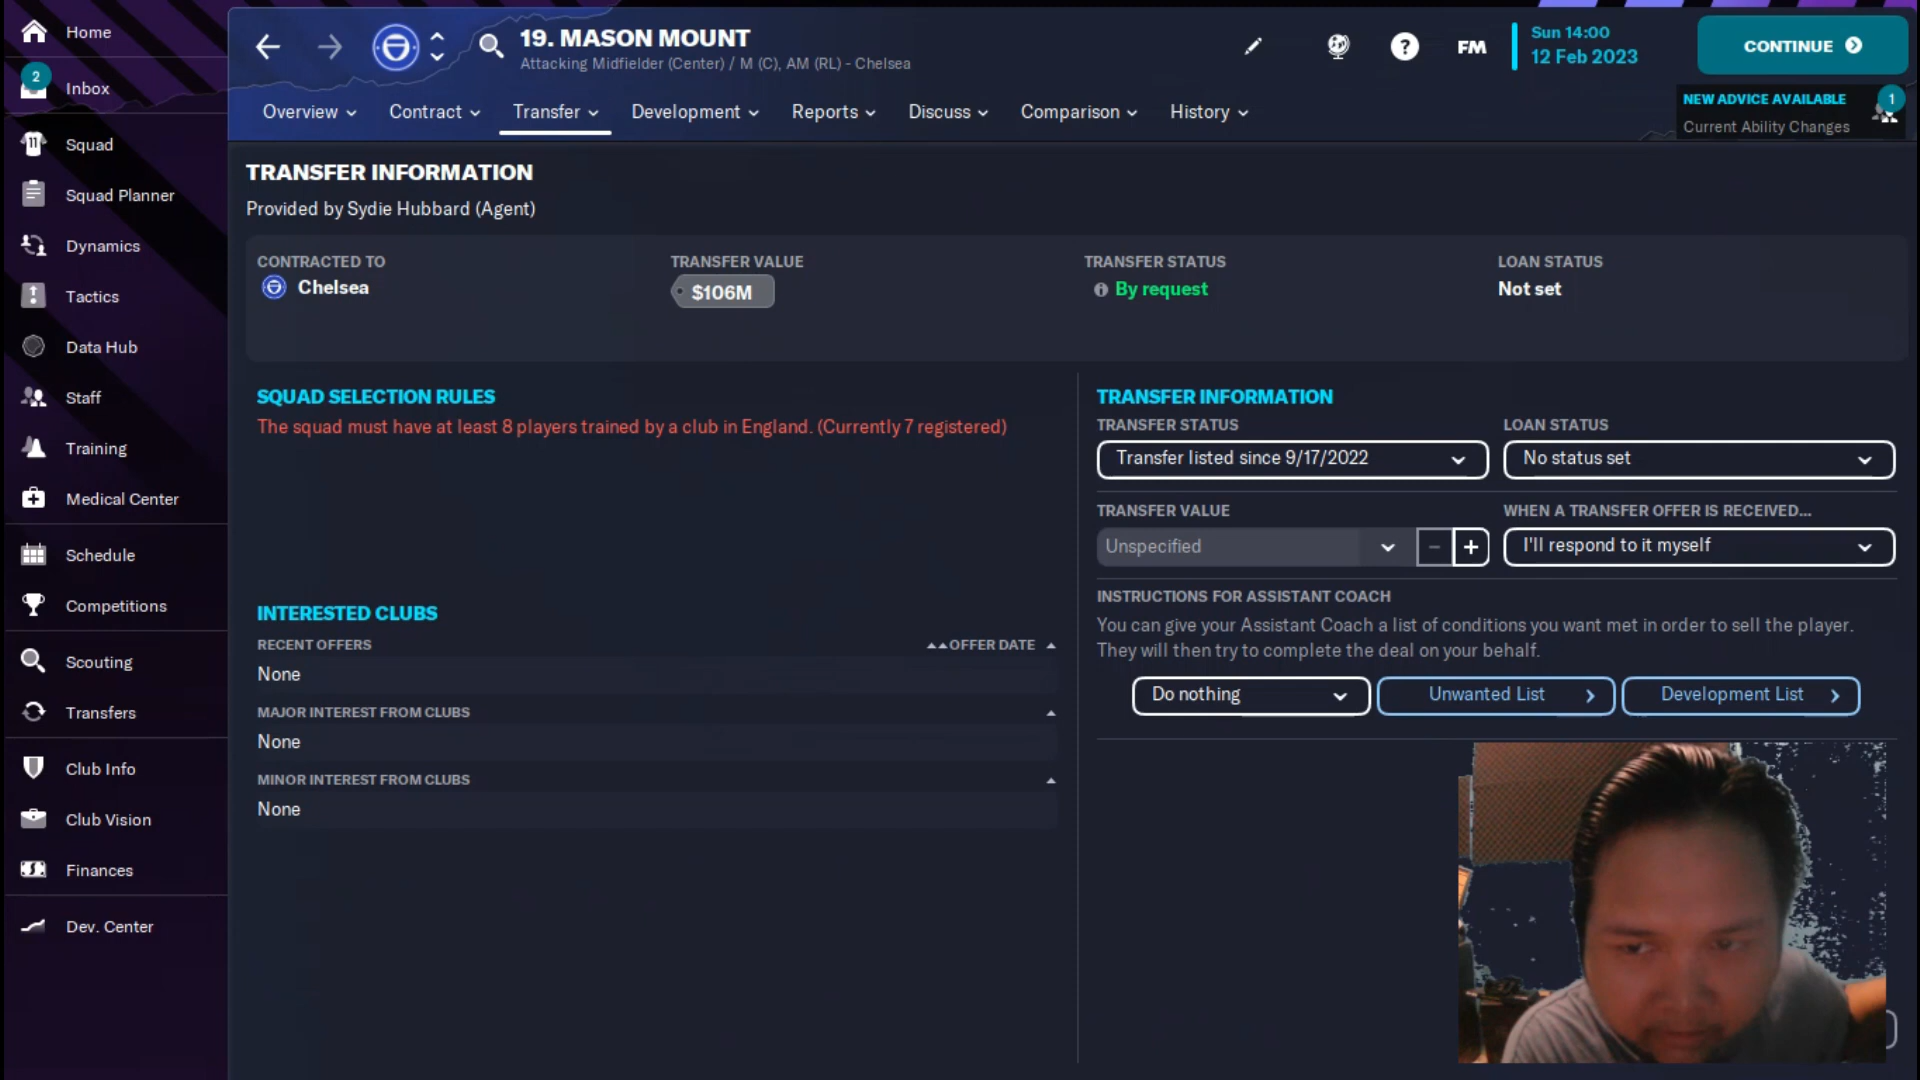 Home
2
Inbox
Squad
Squad Planner
Dynamics
Tactics
Data Hub
Staff
Training
Medical Center
Schedule
Competitions
Scouting
Transfers
Club Info
Club Vision
Finances
Dev. Center
19. MASON MOUNT
Attacking Midfielder (Center) / M (C), AM (RL) - Chelsea
?
FM
Sun 14:00
12 Feb 2023
CONTINUE
Overview
Contract
Transfer
Development
Reports
Discuss
Comparison
History
NEW ADVICE AVAILABLE
1
Current Ability Changes
TRANSFER INFORMATION
Provided by Sydie Hubbard (Agent)
CONTRACTED TO
Chelsea
TRANSFER VALUE
$106M
TRANSFER STATUS
By request
LOAN STATUS
Not set
SQUAD SELECTION RULES
The squad must have at least 8 players trained by a club in England. (Currently 7 registered)
INTERESTED CLUBS
RECENT OFFERS
OFFER DATE
None
MAJOR INTEREST FROM CLUBS
None
MINOR INTEREST FROM CLUBS
None
TRANSFER INFORMATION
TRANSFER STATUS
LOAN STATUS
Transfer listed since 9/17/2022
No status set
TRANSFER VALUE
WHEN A TRANSFER OFFER IS RECEIVED...
Unspecified
- +
I'll respond to it myself
INSTRUCTIONS FOR ASSISTANT COACH
You can give your Assistant Coach a list of conditions you want met in order to sell the player.
They will then try to complete the deal on your behalf.
Do nothing
Unwanted List
Development List